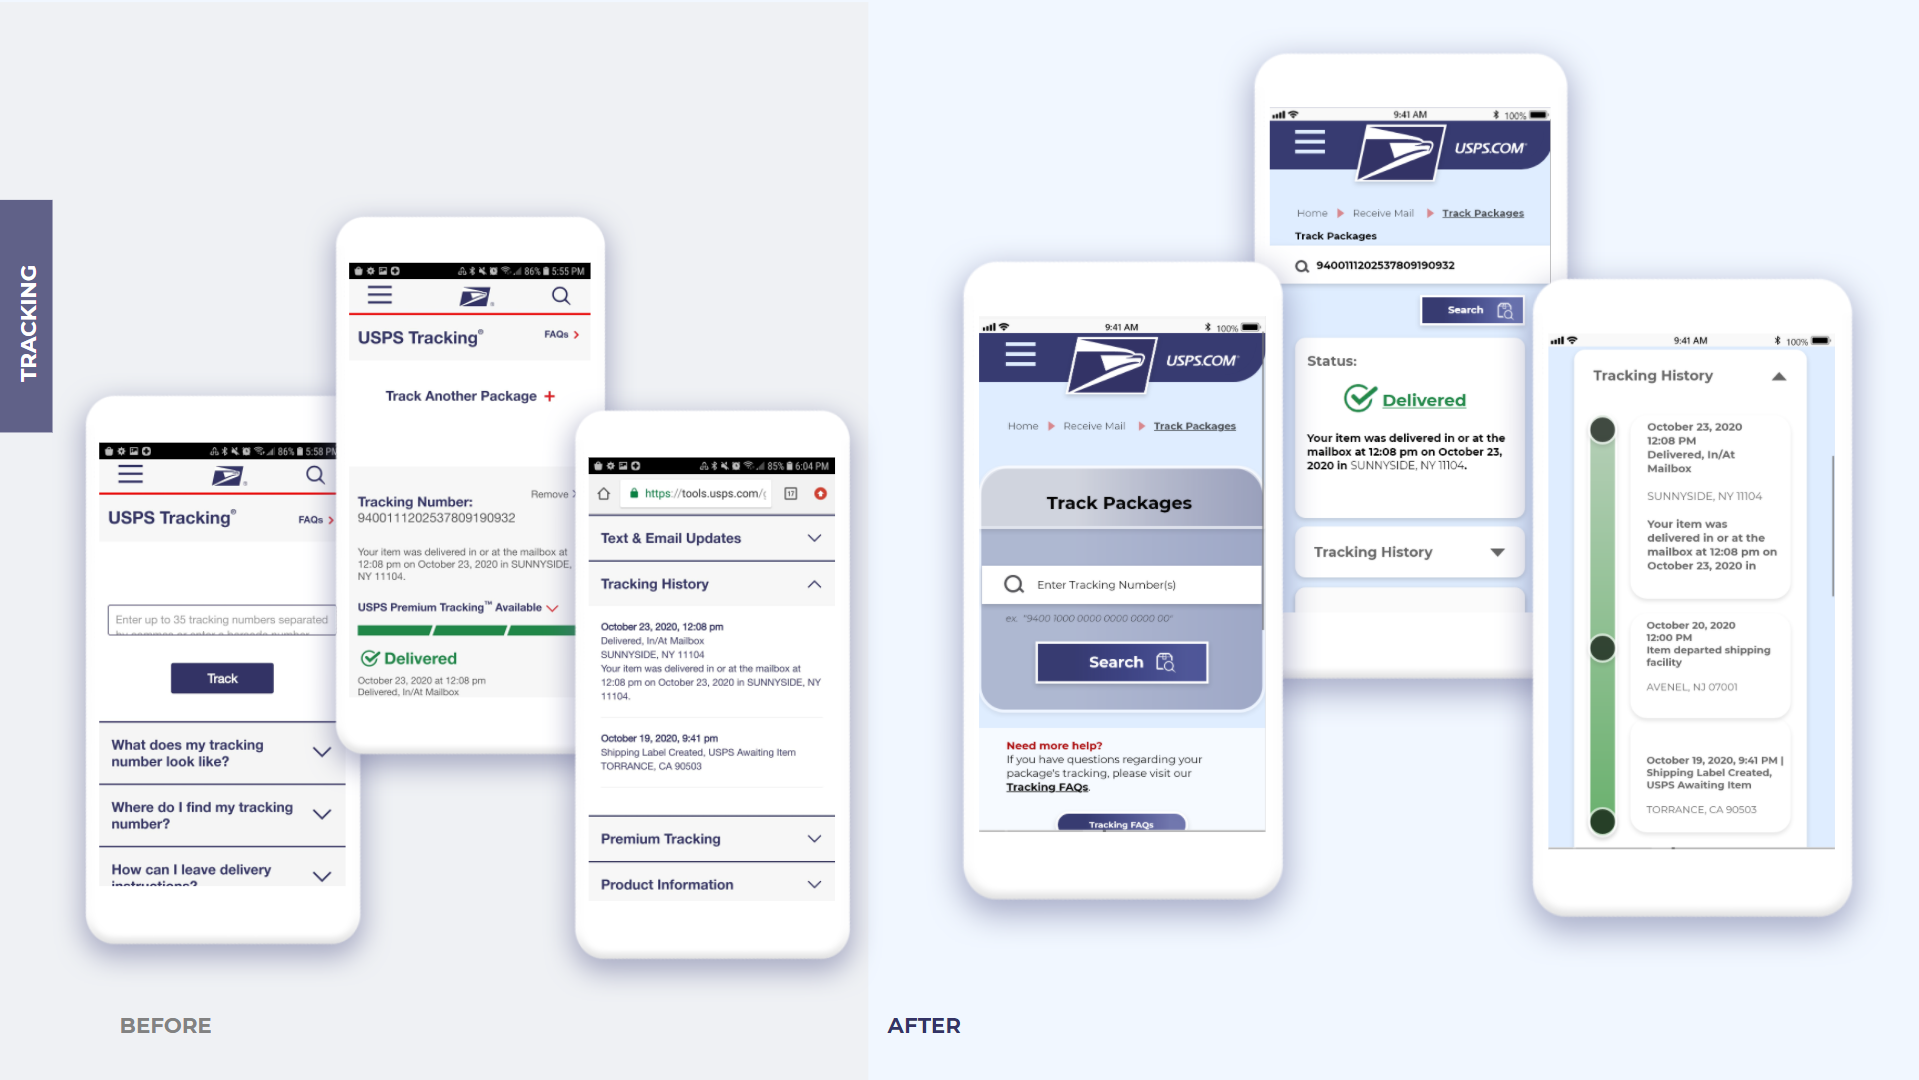 TRACKING
86% 5:58 PM
USPS Tracking®
FAQs
Enter up to 35 tracking numbers separated
Track
What does my tracking
number look like?
Where do I find my tracking
number?
How can I leave delivery
instructions?
86% 5:55 PM
USPS Tracking®
FAQs
Track Another Package +
Tracking Number:
Remove
9400111202537809190932
Your item was delivered in or at the mailbox at
12:08 pm on October 23, 2020 in SUNNYSIDE,
NY 11104.
USPS Premium Tracking™ Available
Delivered
October 23, 2020 at 12:08 pm
Delivered, In/At Mailbox
85% 6:04 PM
https://tools.usps.com/g
17
Text & Email Updates
Tracking History
October 23, 2020, 12:08 pm
Delivered, In/At Mailbox
SUNNYSIDE, NY 11104
Your item was delivered in or at the mailbox at
12:08 pm on October 23, 2020 in SUNNYSIDE, NY
11104.
October 19, 2020, 9:41 pm
Shipping Label Created, USPS Awaiting Item
TORRANCE, CA 90503
Premium Tracking
Product Information
BEFORE
9:41 AM 100%
USPS.COM
Home Receive Mail Track Packages
Track Packages
Enter Tracking Number(s)
ex. "9400 1000 0000 0000 0000 00"
Search
Need more help?
If you have questions regarding your
package's tracking, please visit our
Tracking FAQs.
Tracking FAQs
9:41 AM 100%
USPS.COM
Home Receive Mail Track Packages
Track Packages
9400111202537809190932
Search
Status:
Delivered
Your item was delivered in or at the
mailbox at 12:08 pm on October 23,
2020 in SUNNYSIDE, NY 11104.
Tracking History
9:41 AM 100%
Tracking History
October 23, 2020
12:08 PM
Delivered, In/At
Mailbox
SUNNYSIDE, NY 11104
Your item was
delivered in or at the
mailbox at 12:08 pm on
October 23, 2020 in
October 20, 2020
12:00 PM
Item departed shipping
facility
AVENEL, NJ 07001
October 19, 2020, 9:41 PM |
Shipping Label Created,
USPS Awaiting Item
TORRANCE, CA 90503
AFTER